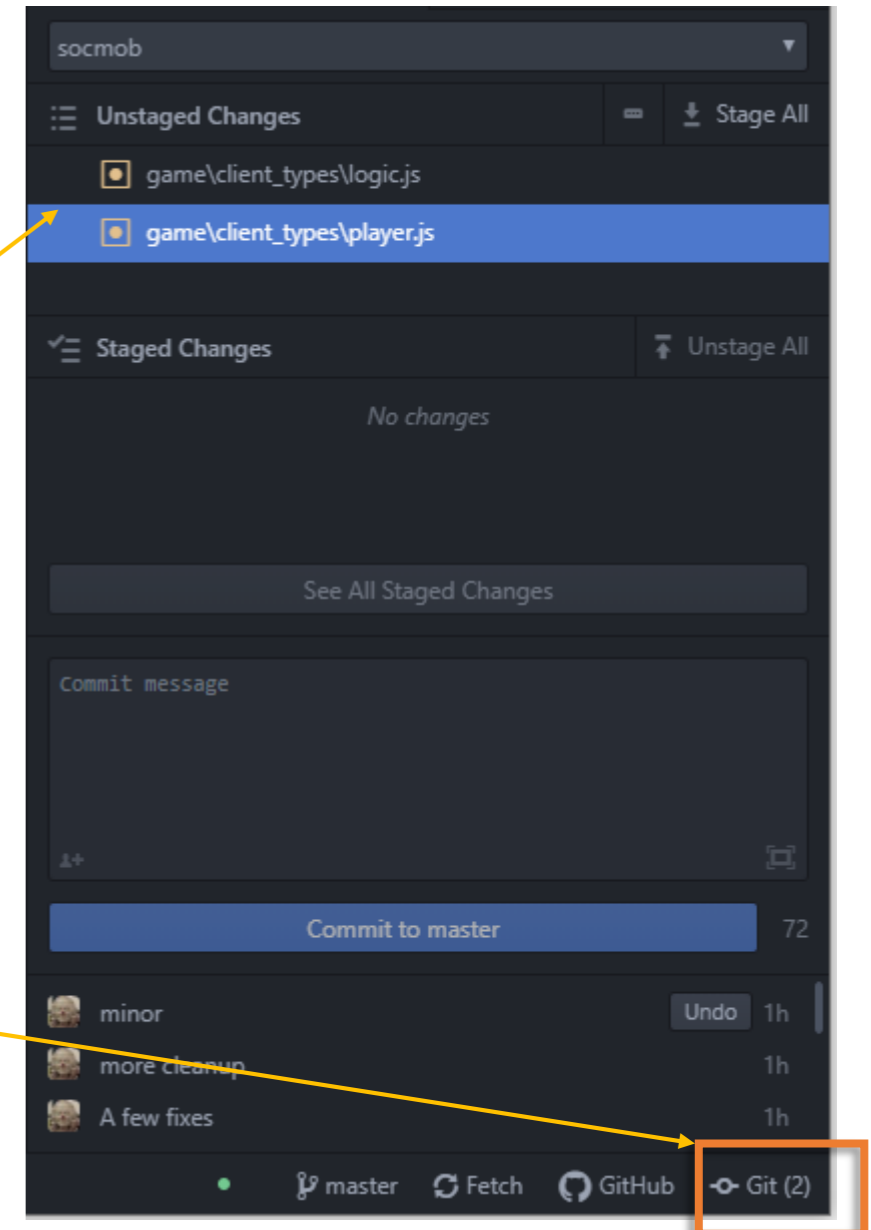 socmob
Unstaged Changes Stage All
game\client_types\logic.js
game\client_types\player.js
Staged Changes Unstage All
No changes
See All Staged Changes
Commit message
Commit to master 72
minor Undo 1h
more cleanup 1h
A few fixes 1h
master Fetch GitHub Git (2)